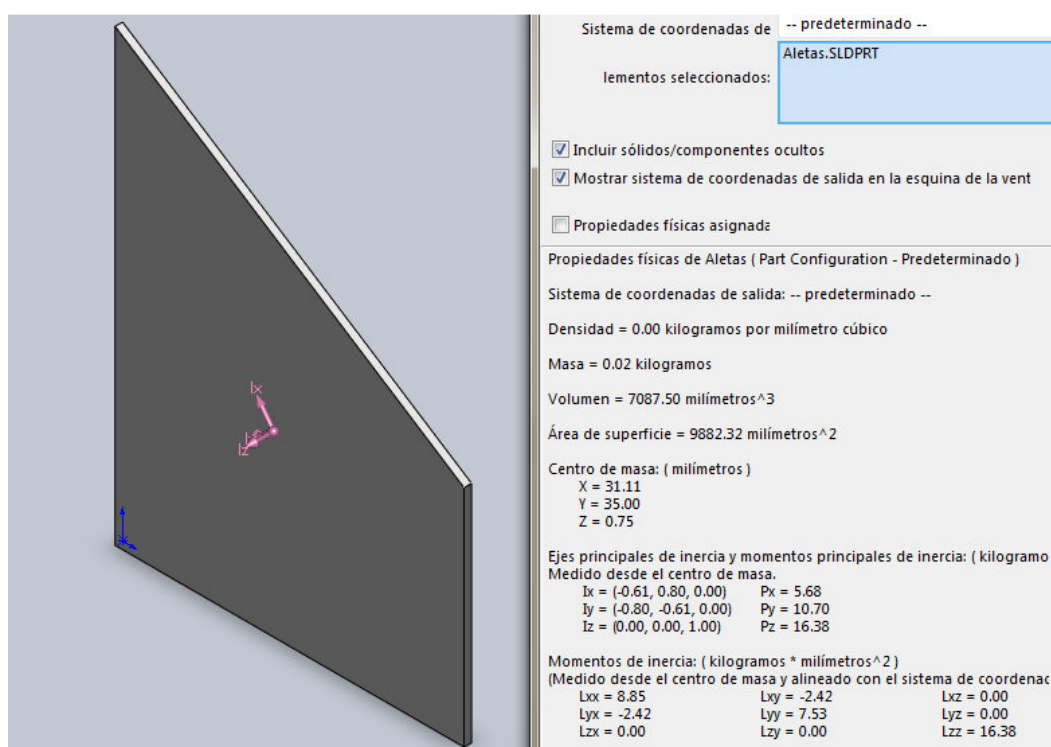 Sistema de coordenadas de
-- predeterminado --
Aletas.SLDPRT
lementos seleccionados:
Incluir sólidos/componentes ocultos
Mostrar sistema de coordenadas de salida en la esquina de la vent
Propiedades físicas asignada
Propiedades físicas de Aletas ( Part Configuration - Predeterminado )
Sistema de coordenadas de salida: -- predeterminado --
Densidad = 0.00 kilogramos por milímetro cúbico
Masa = 0.02 kilogramos
Volumen = 7087.50 milímetros^3
Área de superficie = 9882.32 milímetros^2
Centro de masa: ( milímetros )
X = 31.11
Y = 35.00
Z = 0.75
Ejes principales de inercia y momentos principales de inercia: ( kilogramo
Medido desde el centro de masa.
Ix = (-0.61, 0.80, 0.00) Px = 5.68
Iy = (-0.80, -0.61, 0.00) Py = 10.70
Iz = (0.00, 0.00, 1.00) Pz = 16.38
Momentos de inercia: ( kilogramos * milímetros^2 )
(Medido desde el centro de masa y alineado con el sistema de coordenac
Lxx = 8.85 Lxy = -2.42 Lxz = 0.00
Lyx = -2.42 Lyy = 7.53 Lyz = 0.00
Lzx = 0.00 Lzy = 0.00 Lzz = 16.38
Ix
Iz